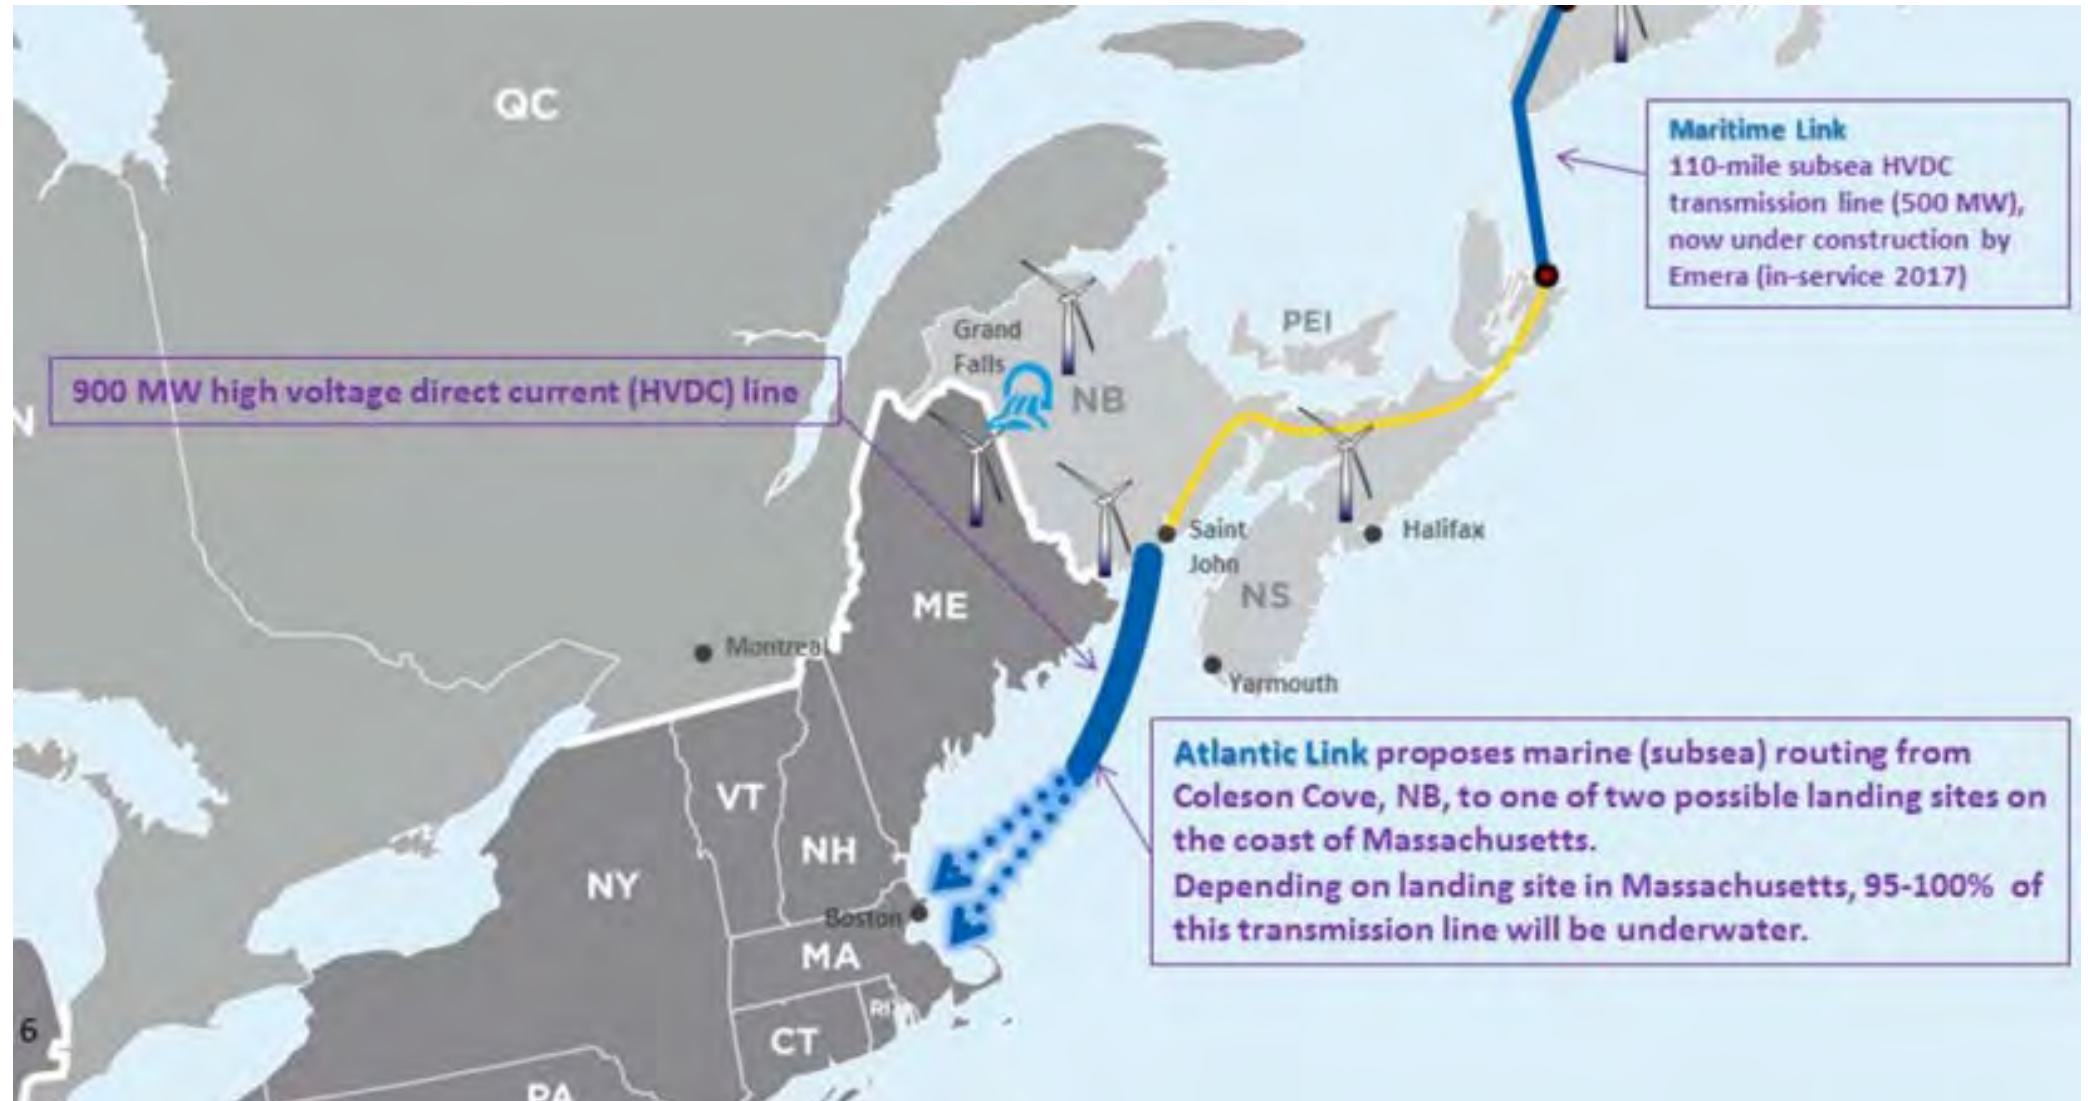 QC
Maritime Link
110-mile subsea HVDC
transmission line (500 MW),
now under construction by
Emera (in-service 2017)
Grand
Falls
PEI
900 MW high voltage direct current (HVDC) line
NB
N
Saint
John
Halifax
NS
ME
Montreal
Yarmouth
Atlantic Link proposes marine (subsea) routing from
Coleson Cove, NB, to one of two possible landing sites on
the coast of Massachusetts.
Depending on landing site in Massachusetts, 95-100% of
this transmission line will be underwater.
VT
NH
NY
Boston
MA
RI
CT
6
PA